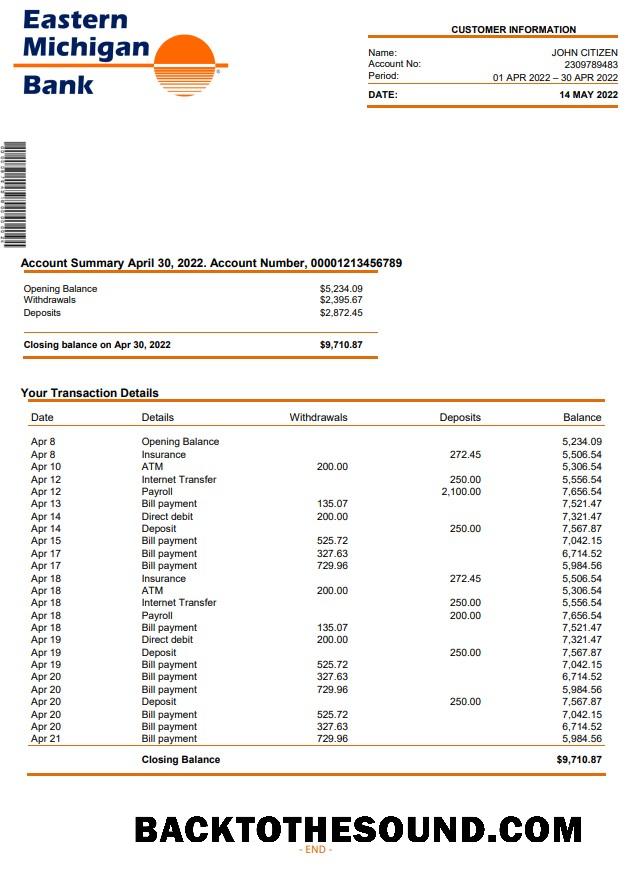 Eastern
Michigan
Bank
CUSTOMER INFORMATION
Name: JOHN CITIZEN
Account No: 2309789483
Period: 01 APR 2022 – 30 APR 2022
DATE: 14 MAY 2022
Account Summary April 30, 2022. Account Number, 00001213456789
Opening Balance $5,234.09
Withdrawals $2,395.67
Deposits $2,872.45
Closing balance on Apr 30, 2022 $9,710.87
Your Transaction Details
Date Details Withdrawals Deposits Balance
Apr 8 Opening Balance 5,234.09
Apr 8 Insurance 272.45 5,506.54
Apr 10 ATM 200.00 5,306.54
Apr 12 Internet Transfer 250.00 5,556.54
Apr 12 Payroll 2,100.00 7,656.54
Apr 13 Bill payment 135.07 7,521.47
Apr 14 Direct debit 200.00 7,321.47
Apr 14 Deposit 250.00 7,567.87
Apr 15 Bill payment 525.72 7,042.15
Apr 17 Bill payment 327.63 6,714.52
Apr 17 Bill payment 729.96 5,984.56
Apr 18 Insurance 272.45 5,506.54
Apr 18 ATM 200.00 5,306.54
Apr 18 Internet Transfer 250.00 5,556.54
Apr 18 Payroll 200.00 7,656.54
Apr 18 Bill payment 135.07 7,521.47
Apr 19 Direct debit 200.00 7,321.47
Apr 19 Deposit 250.00 7,567.87
Apr 19 Bill payment 525.72 7,042.15
Apr 20 Bill payment 327.63 6,714.52
Apr 20 Bill payment 729.96 5,984.56
Apr 20 Deposit 250.00 7,567.87
Apr 20 Bill payment 525.72 7,042.15
Apr 20 Bill payment 327.63 6,714.52
Apr 21 Bill payment 729.96 5,984.56
Closing Balance $9,710.87
BACKTOTHESOUND.COM
- END -